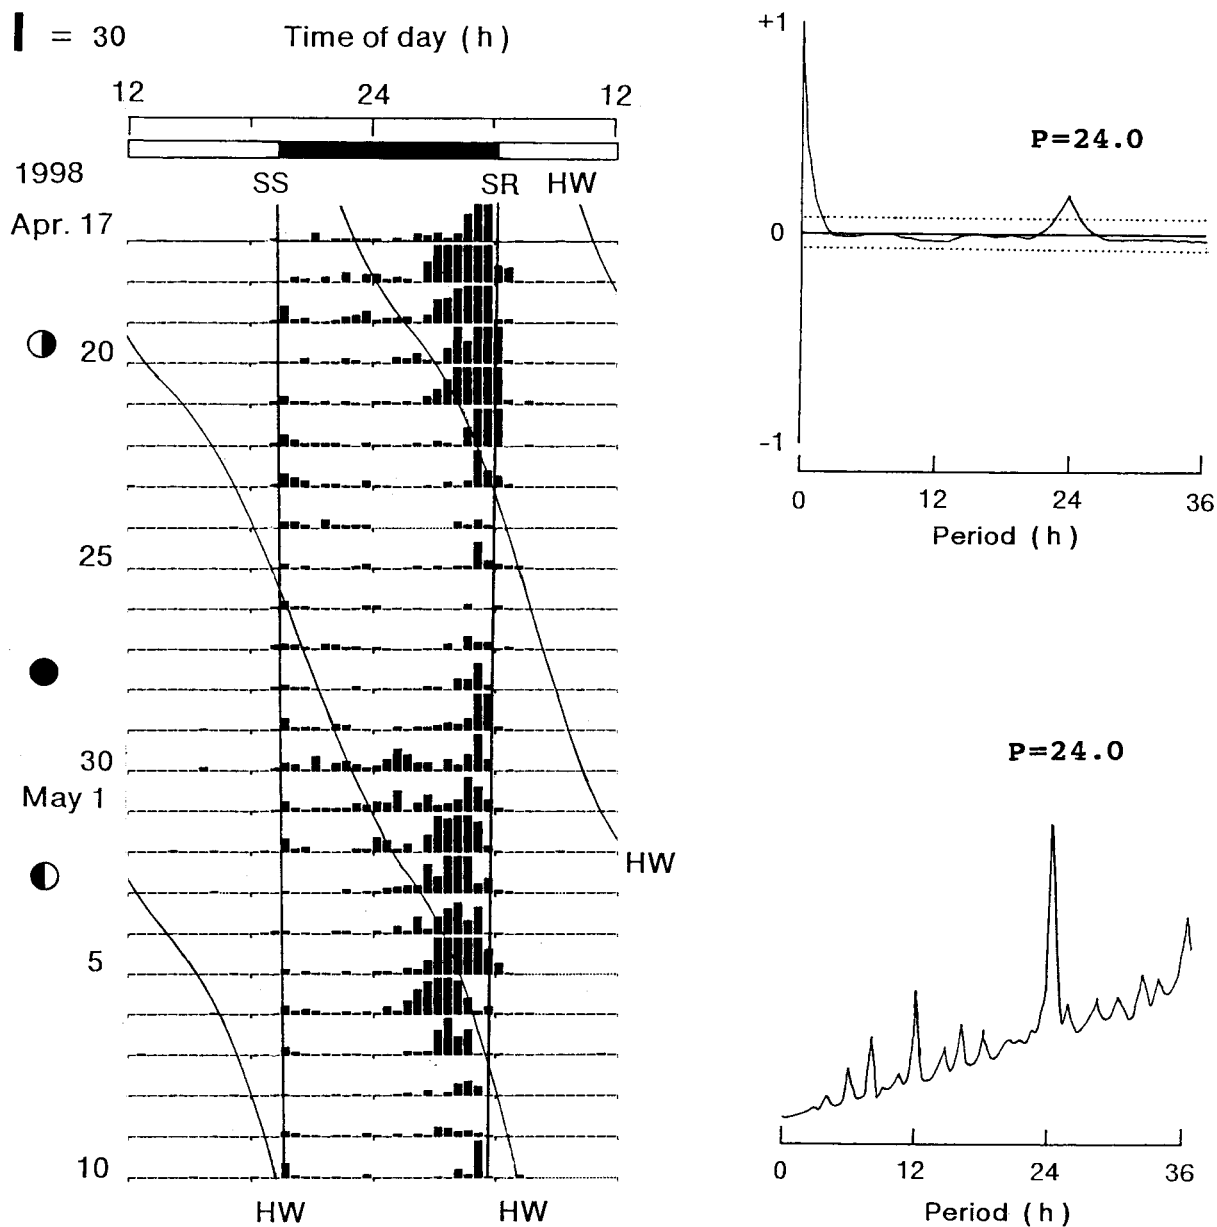 = 30
Time of day (h)
12 24 12
1998
SS SR HW
Apr. 17
20
25
30
May 1
HW
5
10
HW HW
+1
P=24.0
0
-1
0 12 24 36
Period (h)
P=24.0
0 12 24 36
Period (h)